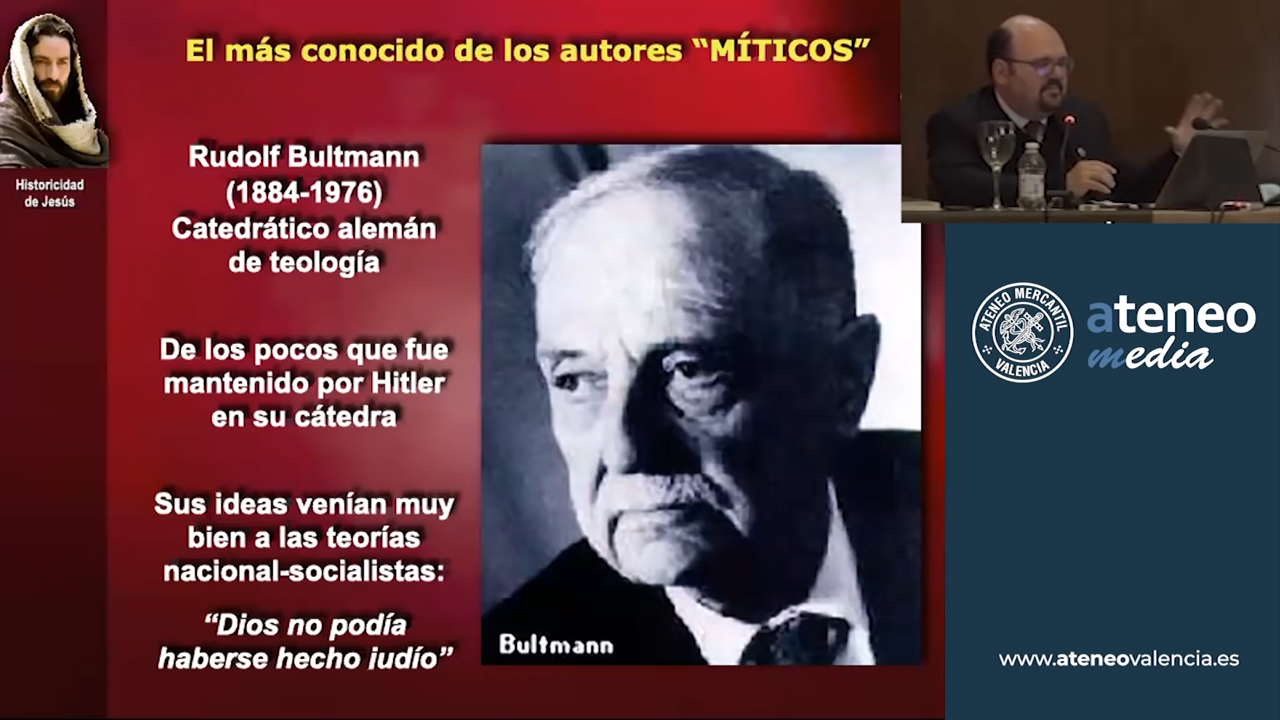 El más conocido de los autores “MÍTICOS”
Historicidad
de Jesús
Rudolf Bultmann
(1884-1976)
Catedrático alemán
de teología
De los pocos que fue
mantenido por Hitler
en su cátedra
Sus ideas venían muy
bien a las teorías
nacional-socialistas:
“Dios no podía
haberse hecho judío”
Bultmann
ATENEO MERCANTIL
VALENCIA
ateneo
media
www.ateneovalencia.es